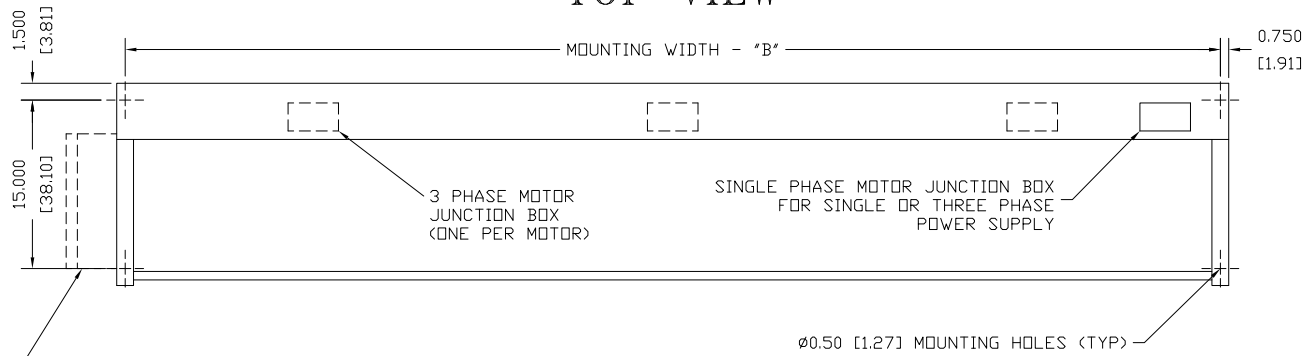 TOP VIEW
1.500
[3.81]
MOUNTING WIDTH - "B"
0.750
[1.91]
15.000
[38.10]
3 PHASE MOTOR
JUNCTION BOX
(ONE PER MOTOR)
SINGLE PHASE MOTOR JUNCTION BOX
FOR SINGLE OR THREE PHASE
POWER SUPPLY
Ø0.50 [1.27] MOUNTING HOLES (TYP)